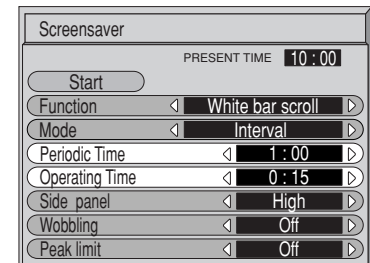 Screensaver
PRESENT TIME 10 : 00
Start
Function White bar scroll
Mode Interval
Periodic Time 1 : 00
Operating Time 0 : 15
Side panel High
Wobbling Off
Peak limit Off